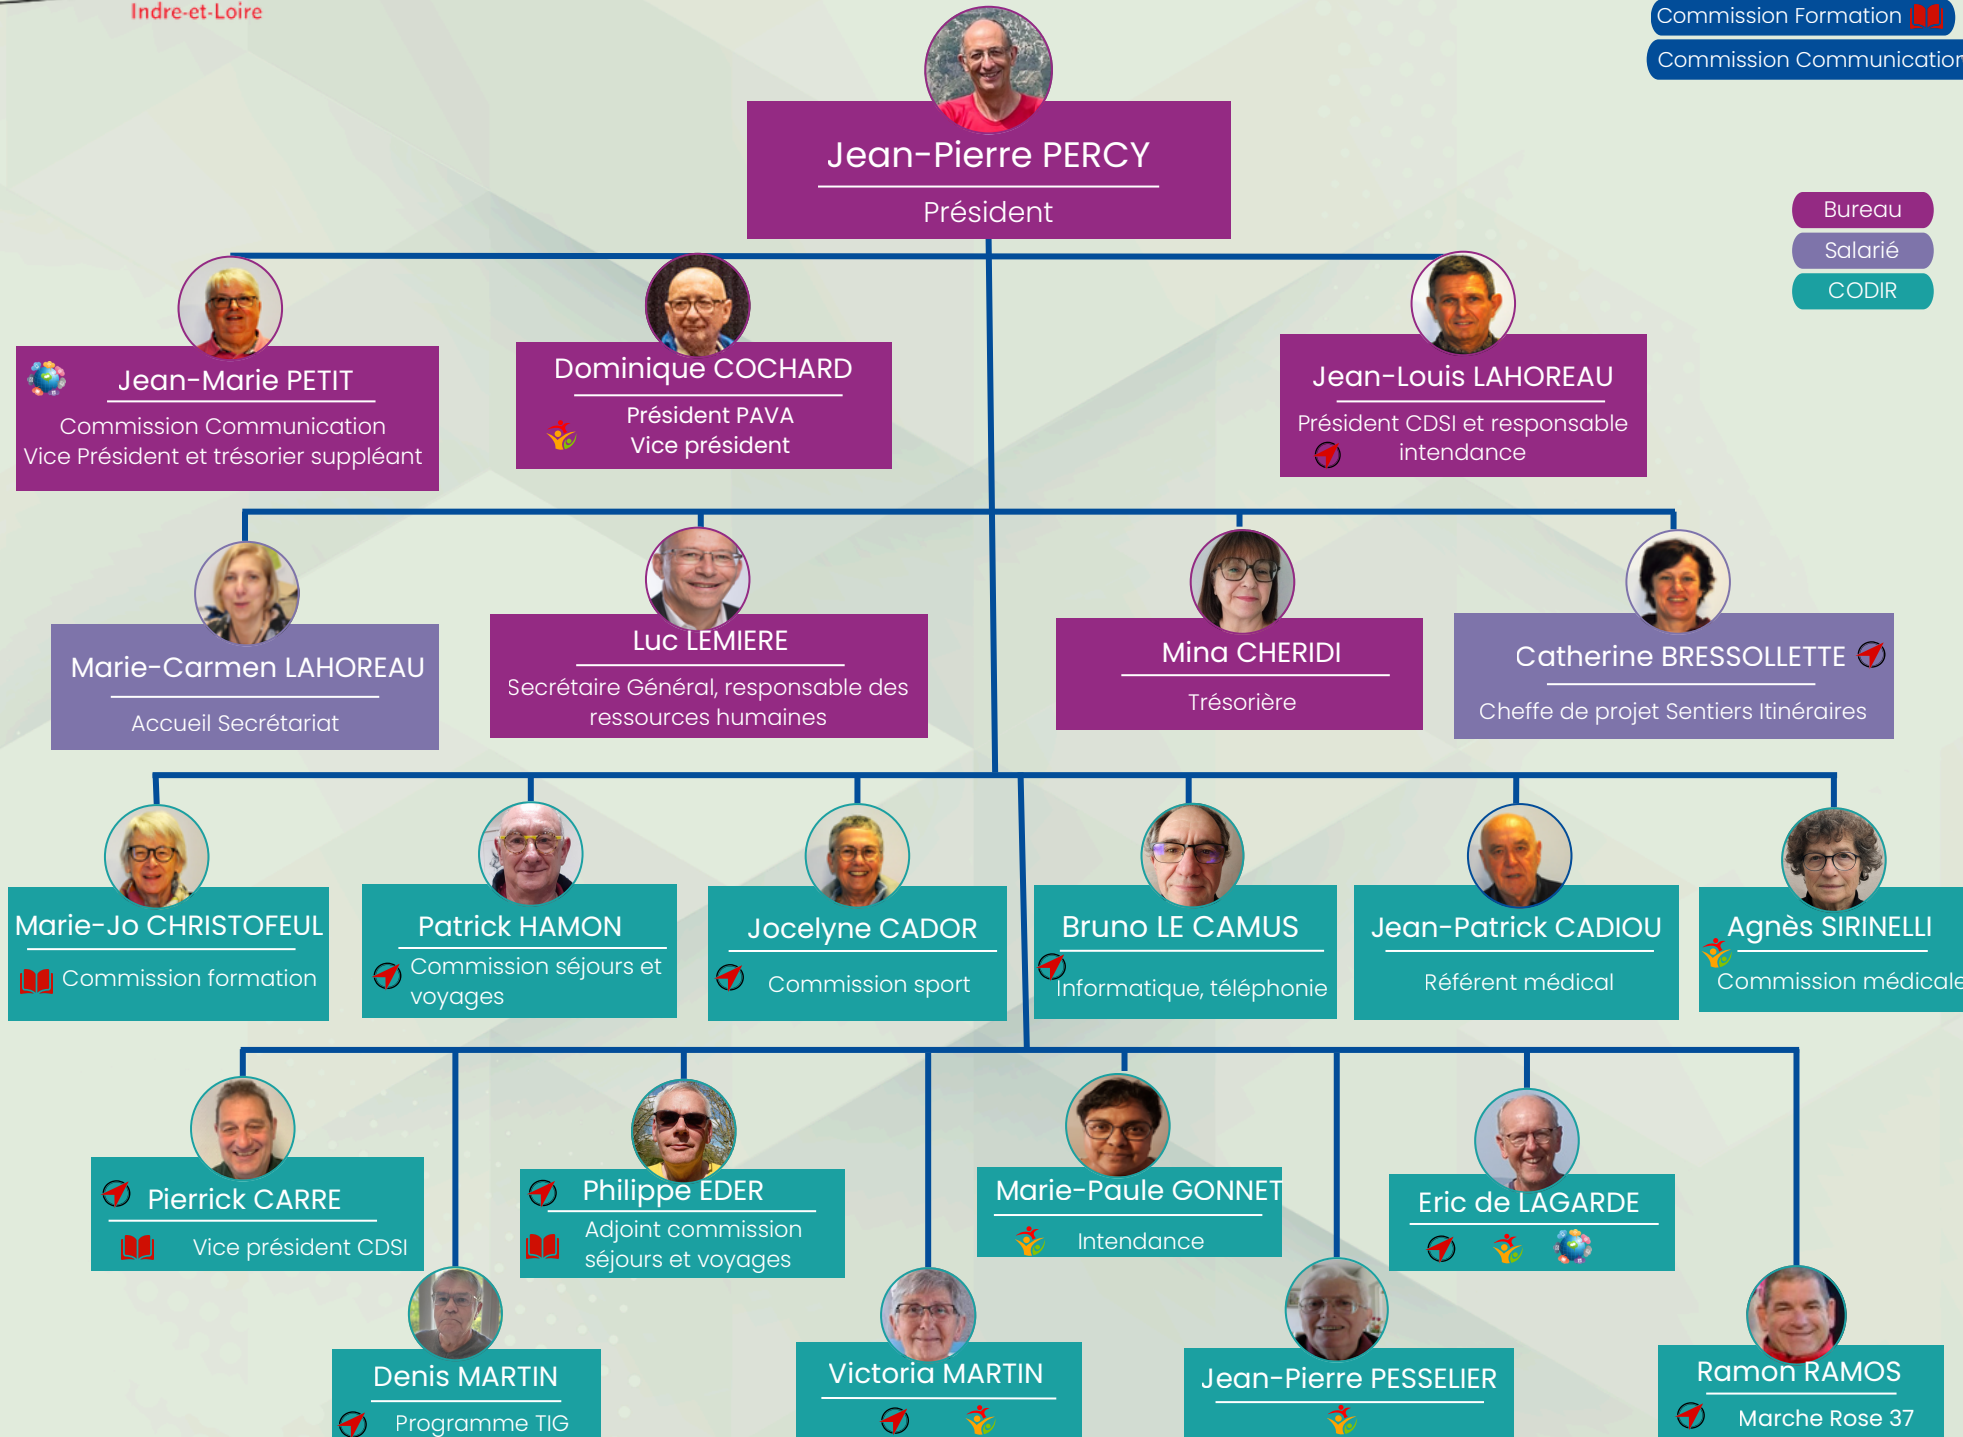 Indre-et-Loire
Commission Formation
Commission Communication
Jean-Pierre PERCY
Président
Bureau
Salarié
CODIR
Jean-Marie PETIT
Commission Communication
Vice Président et trésorier suppléant
Dominique COCHARD
Président PAVA
Vice président
Jean-Louis LAHOREAU
Président CDSI et responsable
intendance
Marie-Carmen LAHOREAU
Accueil Secrétariat
Luc LEMIERE
Secrétaire Général, responsable des
ressources humaines
Mina CHERIDI
Trésorière
Catherine BRESSOLLETTE
Cheffe de projet Sentiers Itinéraires
Marie-Jo CHRISTOFEUL
Commission formation
Patrick HAMON
Commission séjours et
voyages
Jocelyne CADOR
Commission sport
Bruno LE CAMUS
Informatique, téléphonie
Jean-Patrick CADIOU
Référent médical
Agnès SIRINELLI
Commission médicale
Pierrick CARRE
Vice président CDSI
Philippe EDER
Adjoint commission
séjours et voyages
Marie-Paule GONNET
Intendance
Eric de LAGARDE
Denis MARTIN
Programme TIG
Victoria MARTIN
Jean-Pierre PESSELIER
Ramon RAMOS
Marche Rose 37